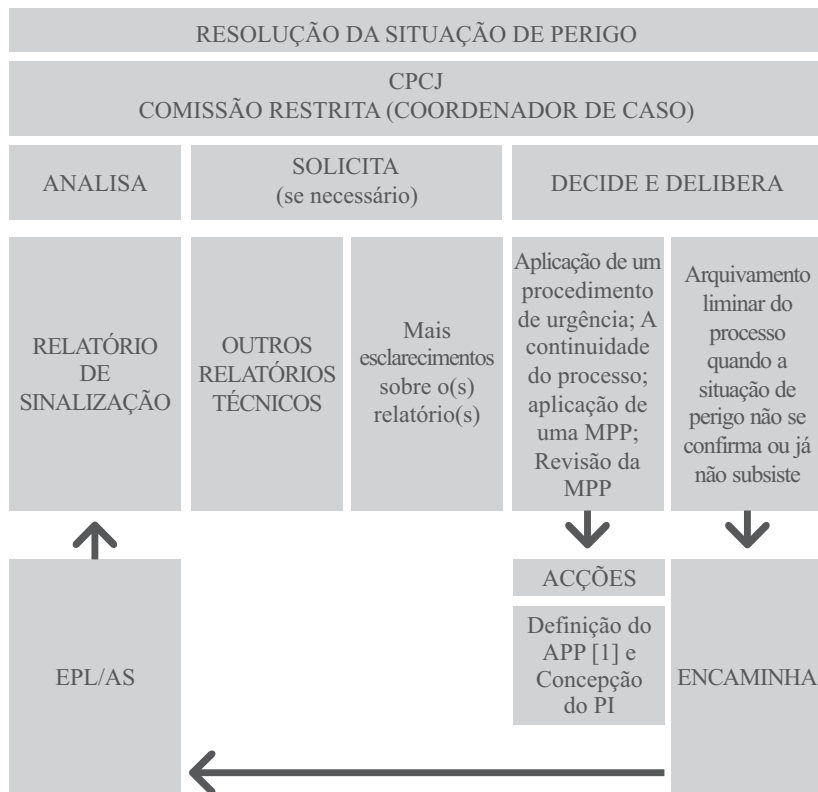 RESOLUÇÃO DA SITUAÇÃO DE PERIGO
CPCJ
COMISSÃO RESTRITA (COORDENADOR DE CASO)
ANALISA
SOLICITA
(se necessário)
DECIDE E DELIBERA
RELATÓRIO
DE
SINALIZAÇÃO
OUTROS
RELATÓRIOS
TÉCNICOS
Mais
esclarecimentos
sobre o(s)
relatório(s)
Aplicação de um
procedimento
de urgência; A
continuidade
do processo;
aplicação de
uma MPP;
Revisão da
MPP
Arquivamento
liminar do
processo
quando a
situação de
perigo não se
confirma ou já
não subsiste
EPL/AS
ACÇÕES
Definição do
APP [1] e
Concepção
do PI
ENCAMINHA